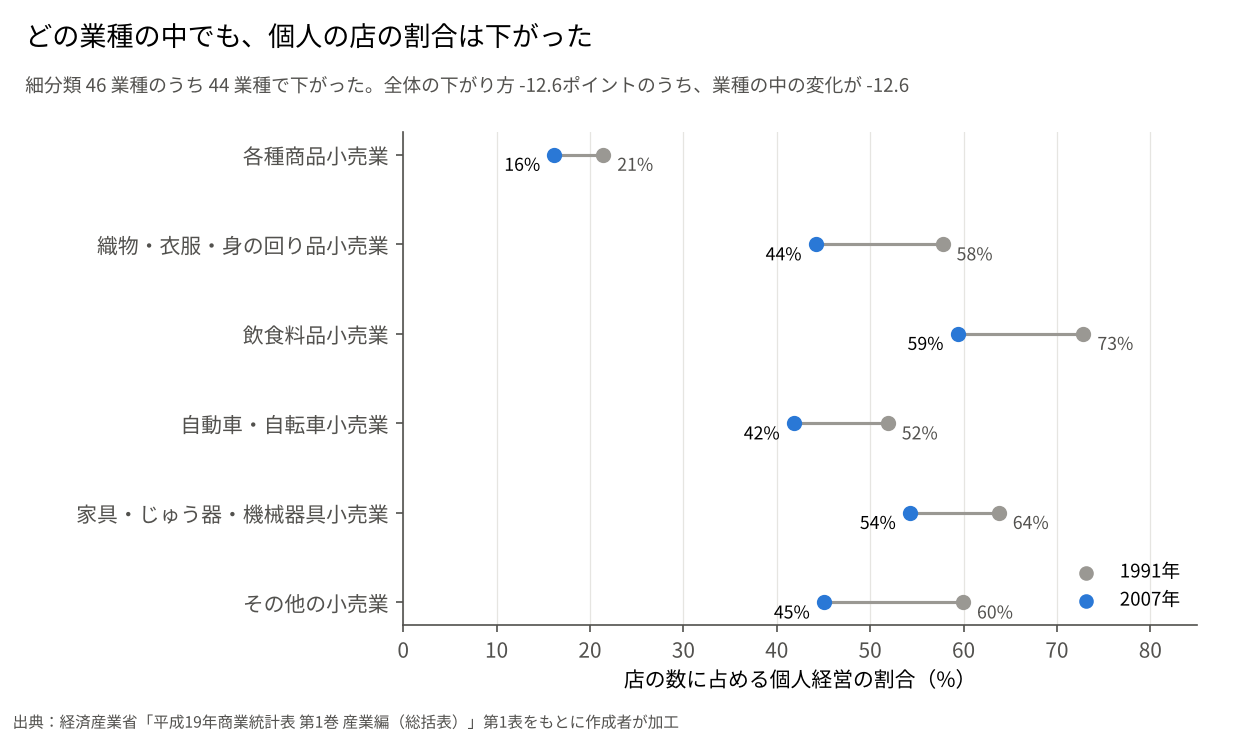 どの業種の中でも、個人の店の割合は下がった
細分類 46 業種のうち 44 業種で下がった。全体の下がり方 -12.6ポイントのうち、業種の中の変化が -12.6
各種商品小売業
16%
21%
織物・衣服・身の回り品小売業
44%
58%
飲食料品小売業
59%
73%
自動車・自転車小売業
42%
52%
家具・じゅう器・機械器具小売業
54%
64%
その他の小売業
45%
60%
1991年
2007年
0 10 20 30 40 50 60 70 80
店の数に占める個人経営の割合（%）
出典：経済産業省「平成19年商業統計表 第1巻 産業編（総括表）」第1表をもとに作成者が加工